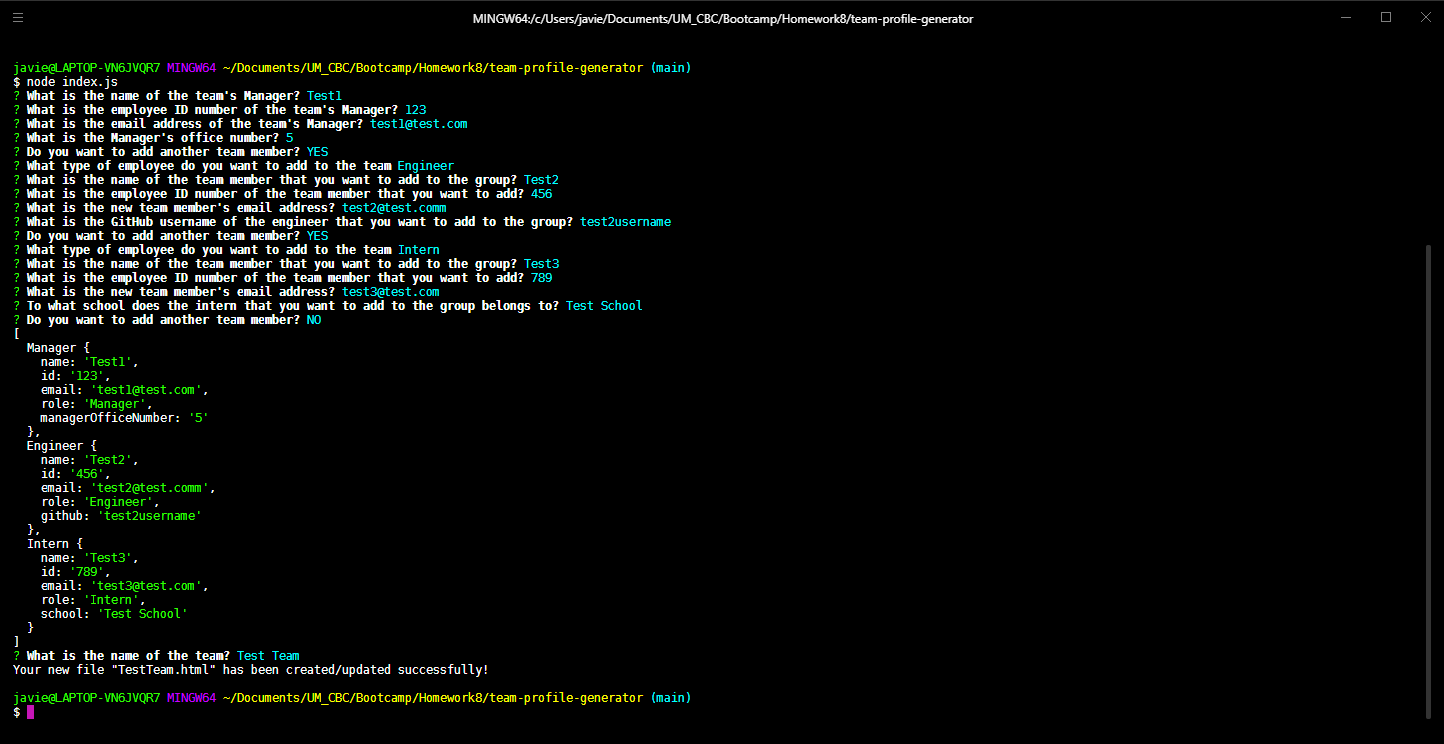 MINGW64:/c/Users/javie/Documents/UM_CBC/Bootcamp/Homework8/team-profile-generator
javie@LAPTOP-VN6JVQR7 MINGW64 ~/Documents/UM_CBC/Bootcamp/Homework8/team-profile-generator (main)
$ node index.js
? What is the name of the team's Manager? Test1
? What is the employee ID number of the team's Manager? 123
? What is the email address of the team's Manager? test1@test.com
? What is the Manager's office number? 5
? Do you want to add another team member? YES
? What type of employee do you want to add to the team Engineer
? What is the name of the team member that you want to add to the group? Test2
? What is the employee ID number of the team member that you want to add? 456
? What is the new team member's email address? test2@test.comm
? What is the GitHub username of the engineer that you want to add to the group? test2username
? Do you want to add another team member? YES
? What type of employee do you want to add to the team Intern
? What is the name of the team member that you want to add to the group? Test3
? What is the employee ID number of the team member that you want to add? 789
? What is the new team member's email address? test3@test.com
? To what school does the intern that you want to add to the group belongs to? Test School
? Do you want to add another team member? NO
[
  Manager {
    name: 'Test1',
    id: '123',
    email: 'test1@test.com',
    role: 'Manager',
    managerOfficeNumber: '5'
  },
  Engineer {
    name: 'Test2',
    id: '456',
    email: 'test2@test.comm',
    role: 'Engineer',
    github: 'test2username'
  },
  Intern {
    name: 'Test3',
    id: '789',
    email: 'test3@test.com',
    role: 'Intern',
    school: 'Test School'
  }
]
? What is the name of the team? Test Team
Your new file "TestTeam.html" has been created/updated successfully!
javie@LAPTOP-VN6JVQR7 MINGW64 ~/Documents/UM_CBC/Bootcamp/Homework8/team-profile-generator (main)
$